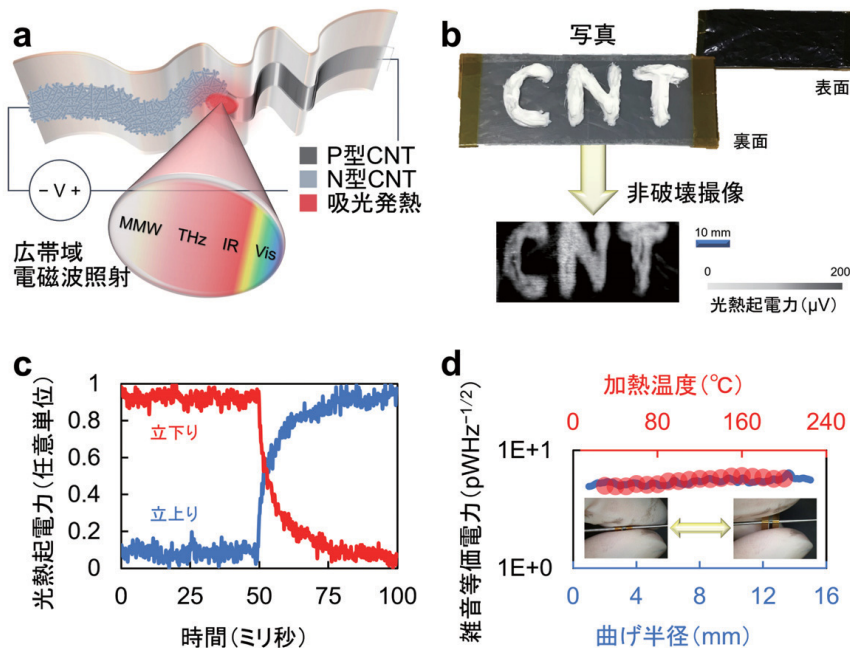 a
P型CNT
N型CNT
吸光発熱
− V +
MMW THz IR Vis
広帯域
電磁波照射
b
写真
表面
CNT
裏面
非破壊撮像
CNT
10 mm
0 200
光熱起電力(μV)
c
光熱起電力(任意単位)
1
0.8
0.6
0.4
0.2
0
立下り
立上り
0 25 50 75 100
時間(ミリ秒)
d
加熱温度(℃)
0 80 160 240
雑音等価電力(pWHz−1/2)
1E+1
1E+0
0 4 8 12 16
曲げ半径(mm)